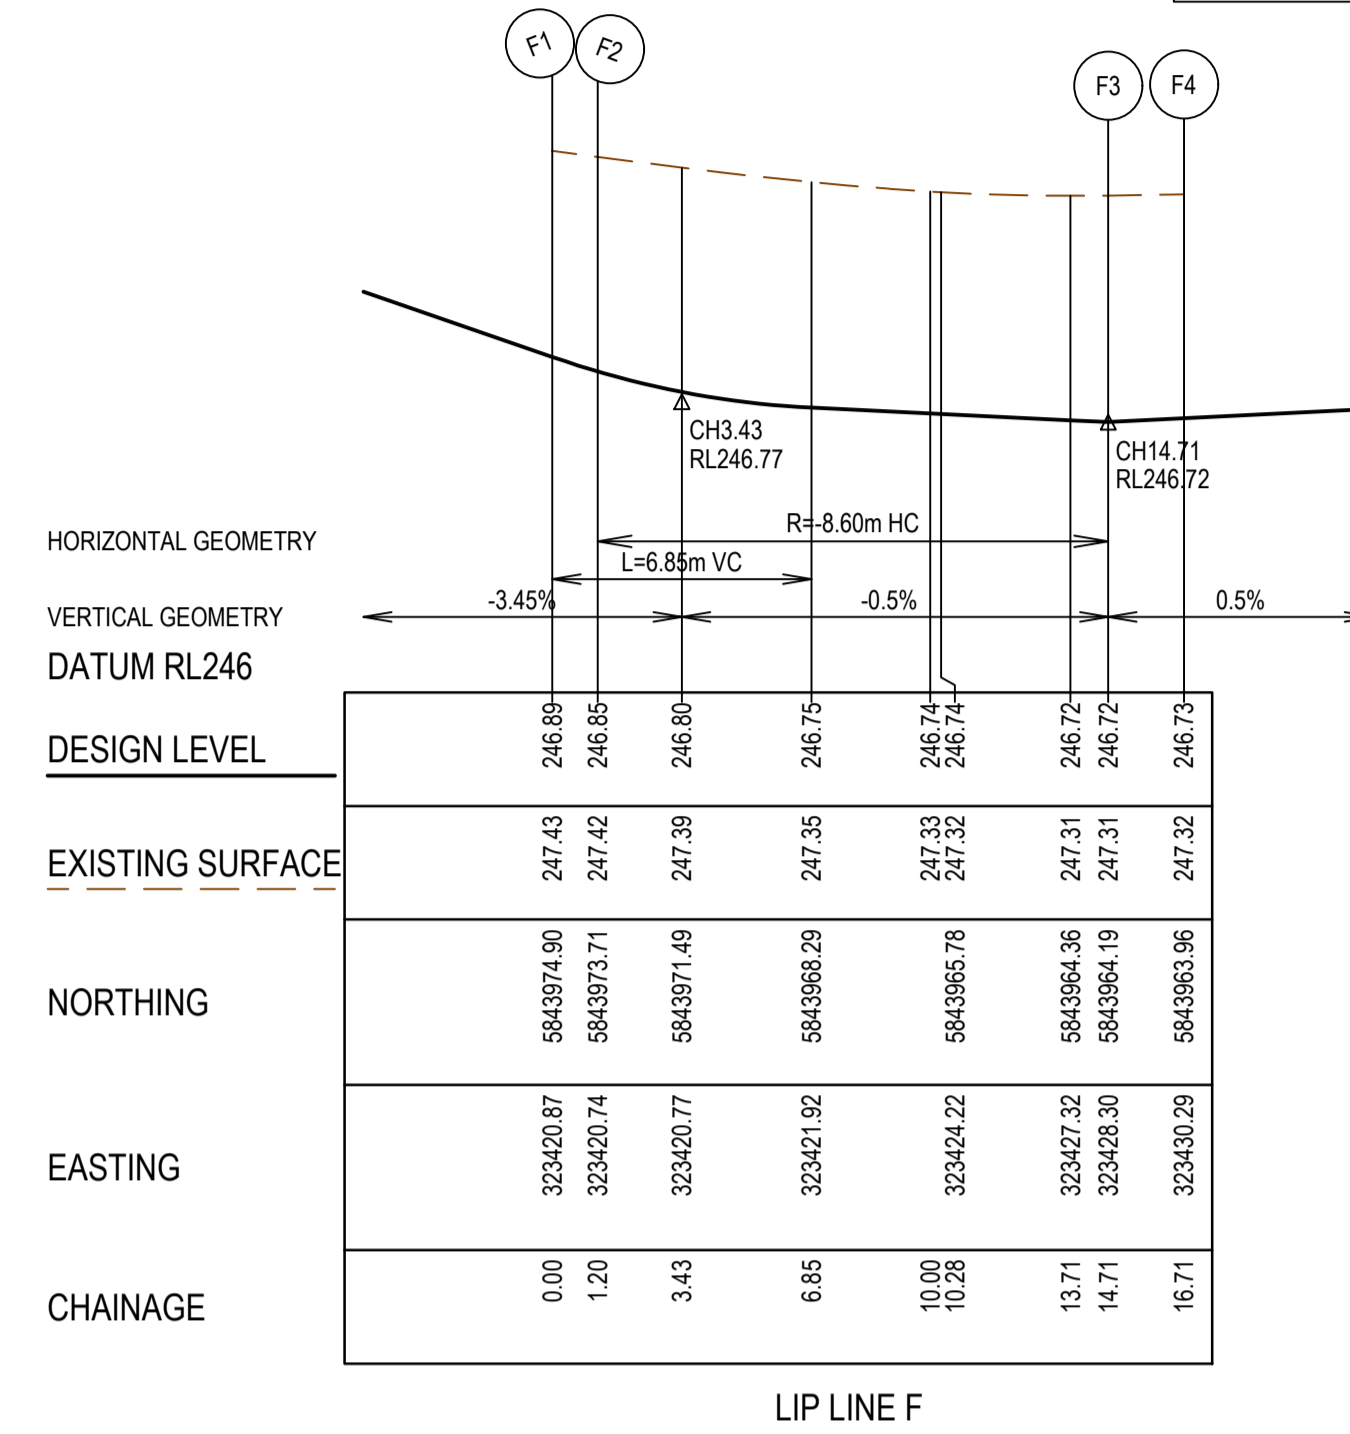 F1 F2 F3 F4
CH3.43
RL246.77
CH14.71
RL246.72
R=-8.60m HC
HORIZONTAL GEOMETRY
L=6.85m VC
-3.45% -0.5% 0.5%
VERTICAL GEOMETRY
DATUM RL246
DESIGN LEVEL 246.89 246.85 246.80 246.75 246.74 246.74 246.72 246.72 246.73
EXISTING SURFACE 247.43 247.42 247.39 247.35 247.33 247.32 247.31 247.31 247.32
NORTHING 5843974.90 5843973.71 5843971.49 5843968.29 5843965.78 5843964.36 5843964.19 5843963.96
EASTING 323420.87 323420.74 323420.77 323421.92 323424.22 323427.32 323428.30 323430.29
CHAINAGE 0.00 1.20 3.43 6.85 10.00 10.28 13.71 14.71 16.71
LIP LINE F